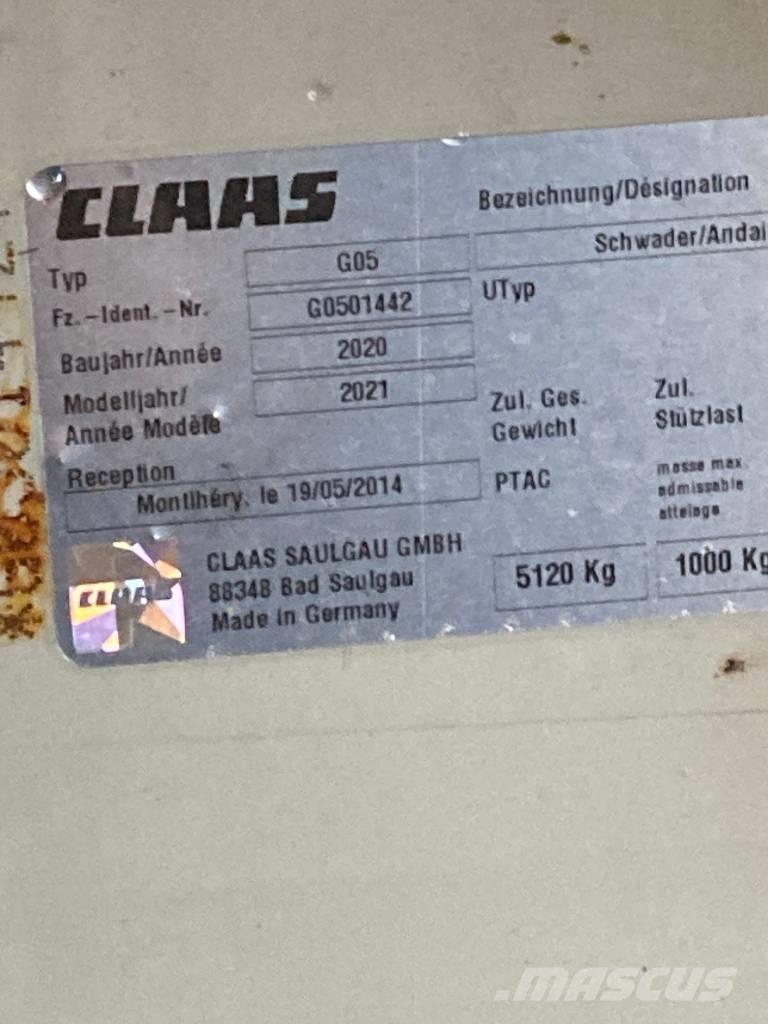 CLAAS
Bezeichnung/Désignation
Schwader/Andai
Typ G05
UTyp
Fz.-Ident.-Nr. G0501442
Baujahr/Année 2020
Modelljahr/ 2021
Année Modèle
Zul. Ges.
Gewicht
Zul.
Stützlast
Reception
Montlhéry, le 19/05/2014
PTAC
masse max
admissable
attelage
CLAAS
CLAAS SAULGAU GMBH
88348 Bad Saulgau
Made in Germany
5120 Kg
1000 Kg
.mascus